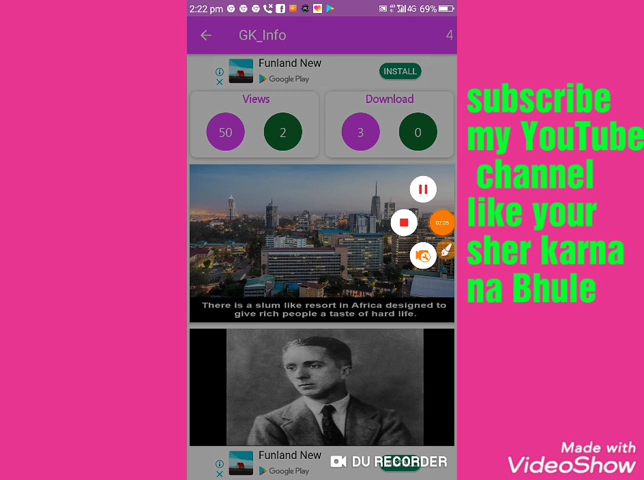 2:22 pm
4G 69%
GK_Info
4
Funland New
Google Play
INSTALL
Views
Download
50
2
3
0
There is a slum like resort in Africa designed to
give rich people a taste of hard life.
Funland New
Google Play
DU RECORDER
subscribe
my YouTube
channel
like your
sher karna
na Bhule
Made with
VideoShow